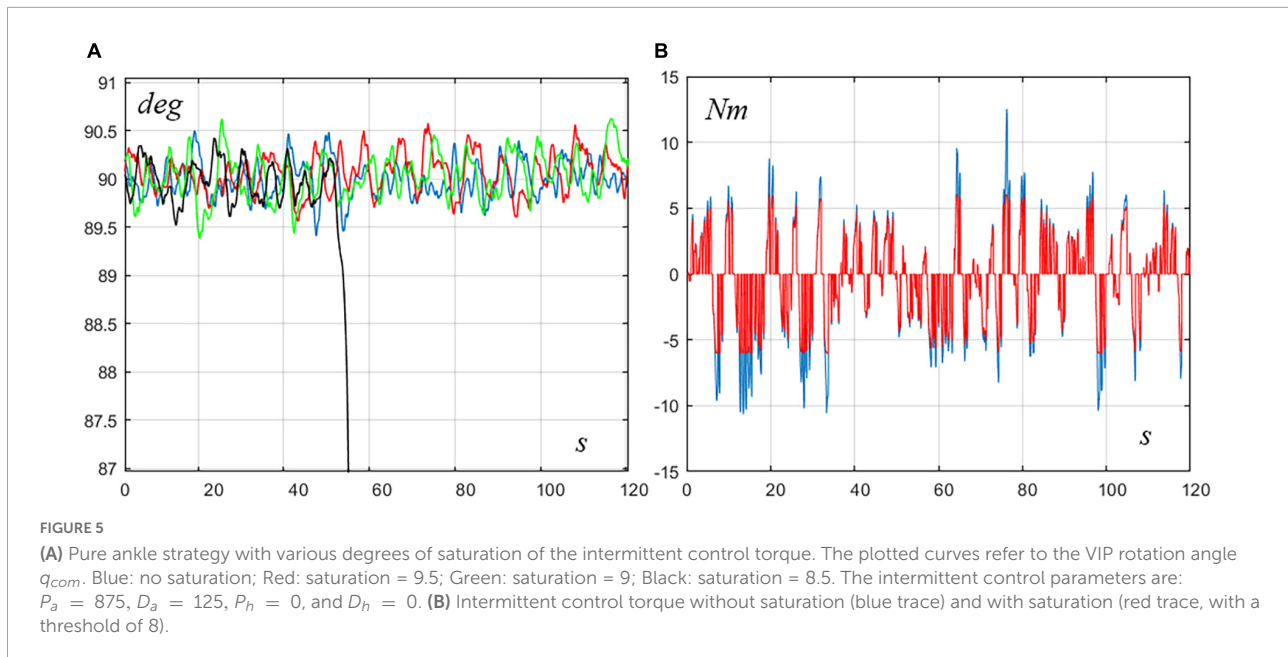 A
B
91
90.5
90
89.5
89
88.5
88
87.5
87
deg
s
0
20
40
60
80
100
120
15
10
5
0
-5
-10
-15
Nm
s
0
20
40
60
80
100
120
FIGURE 5
(A) Pure ankle strategy with various degrees of saturation of the intermittent control torque. The plotted curves refer to the VIP rotation angle
q_com. Blue: no saturation; Red: saturation = 9.5; Green: saturation = 9; Black: saturation = 8.5. The intermittent control parameters are:
P_a = 875, D_a = 125, P_h = 0, and D_h = 0. (B) Intermittent control torque without saturation (blue trace) and with saturation (red trace, with a
threshold of 8).